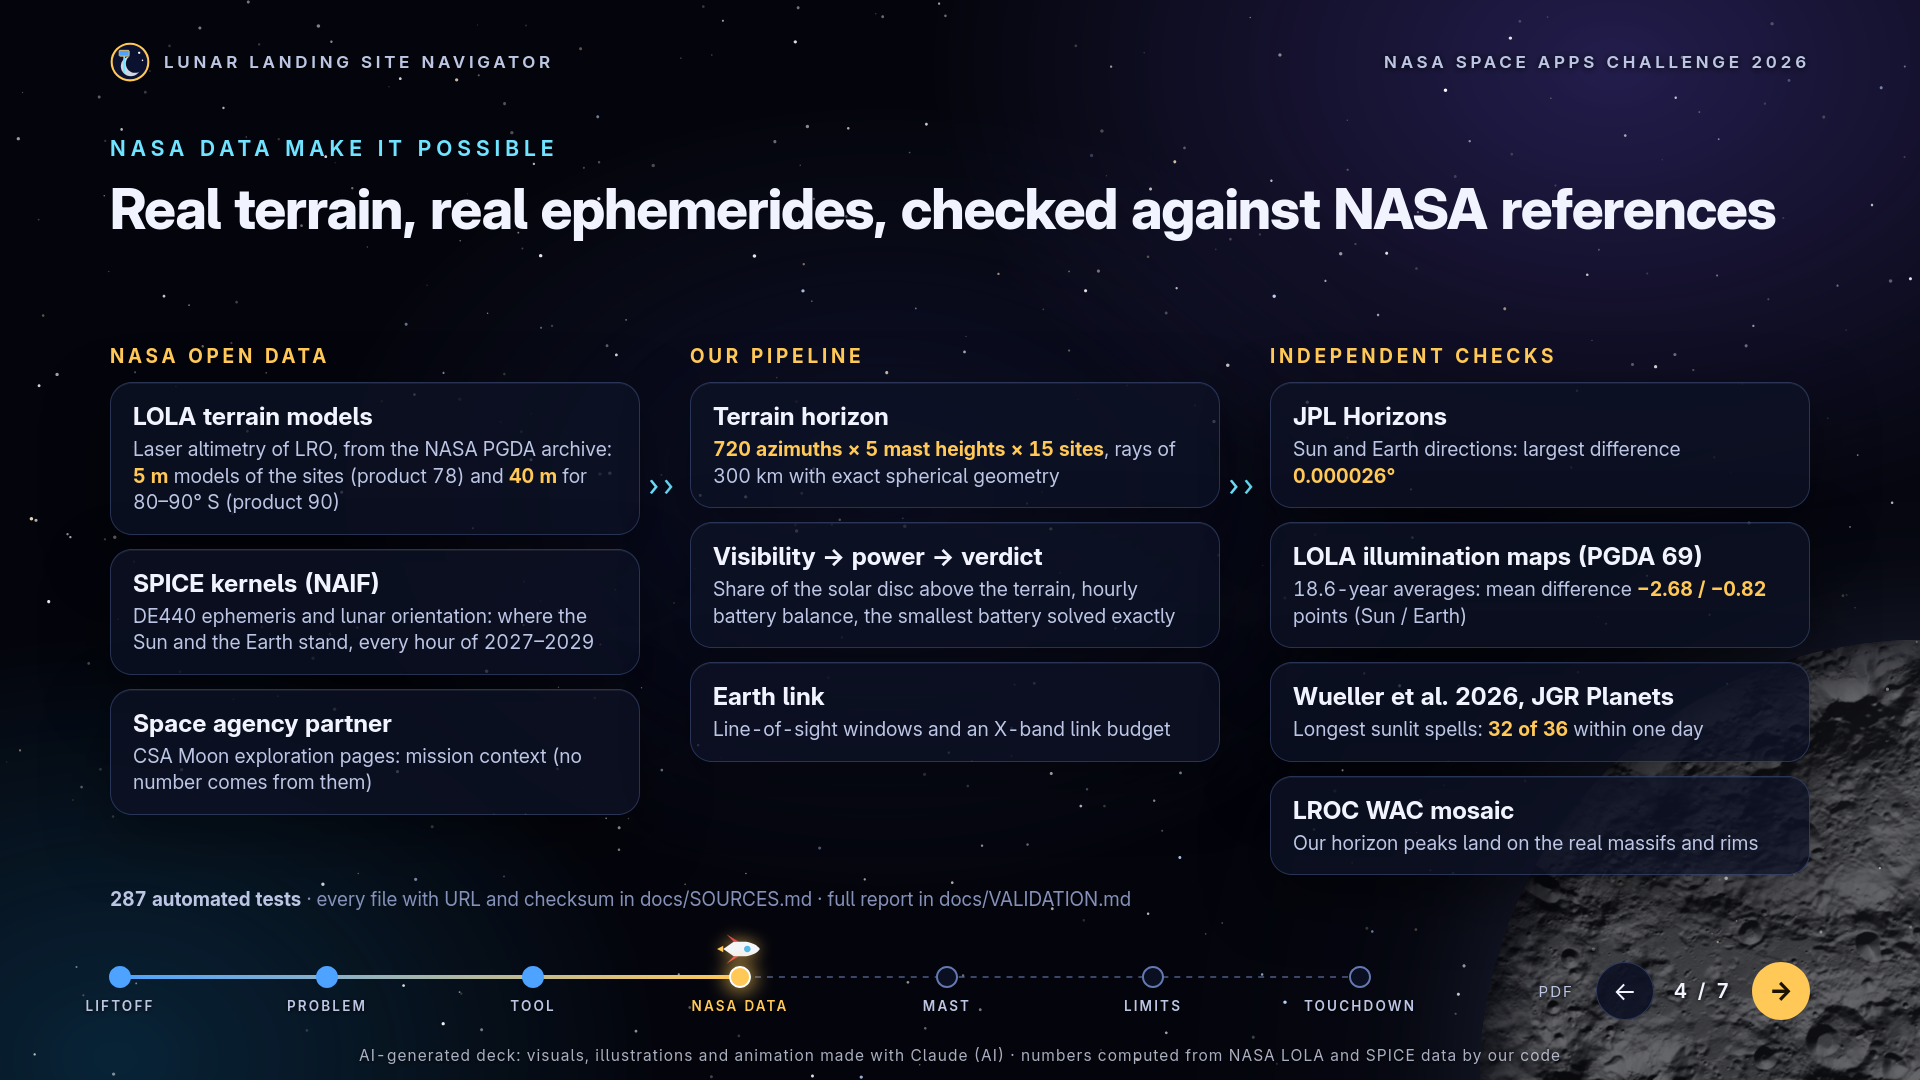 LUNAR LANDING SITE NAVIGATOR
NASA SPACE APPS CHALLENGE 2026
NASA DATA MAKE IT POSSIBLE
Real terrain, real ephemerides, checked against NASA references
NASA OPEN DATA
LOLA terrain models
Laser altimetry of LRO, from the NASA PGDA archive:
5 m models of the sites (product 78) and 40 m for
80–90° S (product 90)
SPICE kernels (NAIF)
DE440 ephemeris and lunar orientation: where the
Sun and the Earth stand, every hour of 2027–2029
Space agency partner
CSA Moon exploration pages: mission context (no
number comes from them)
››
OUR PIPELINE
Terrain horizon
720 azimuths × 5 mast heights × 15 sites, rays of
300 km with exact spherical geometry
Visibility → power → verdict
Share of the solar disc above the terrain, hourly
battery balance, the smallest battery solved exactly
Earth link
Line-of-sight windows and an X-band link budget
››
INDEPENDENT CHECKS
JPL Horizons
Sun and Earth directions: largest difference
0.000026°
LOLA illumination maps (PGDA 69)
18.6-year averages: mean difference −2.68 / −0.82
points (Sun / Earth)
Wueller et al. 2026, JGR Planets
Longest sunlit spells: 32 of 36 within one day
LROC WAC mosaic
Our horizon peaks land on the real massifs and rims
287 automated tests · every file with URL and checksum in docs/SOURCES.md · full report in docs/VALIDATION.md
LIFTOFF
PROBLEM
TOOL
NASA DATA
MAST
LIMITS
TOUCHDOWN
PDF
←
4 / 7
→
AI-generated deck: visuals, illustrations and animation made with Claude (AI) · numbers computed from NASA LOLA and SPICE data by our code